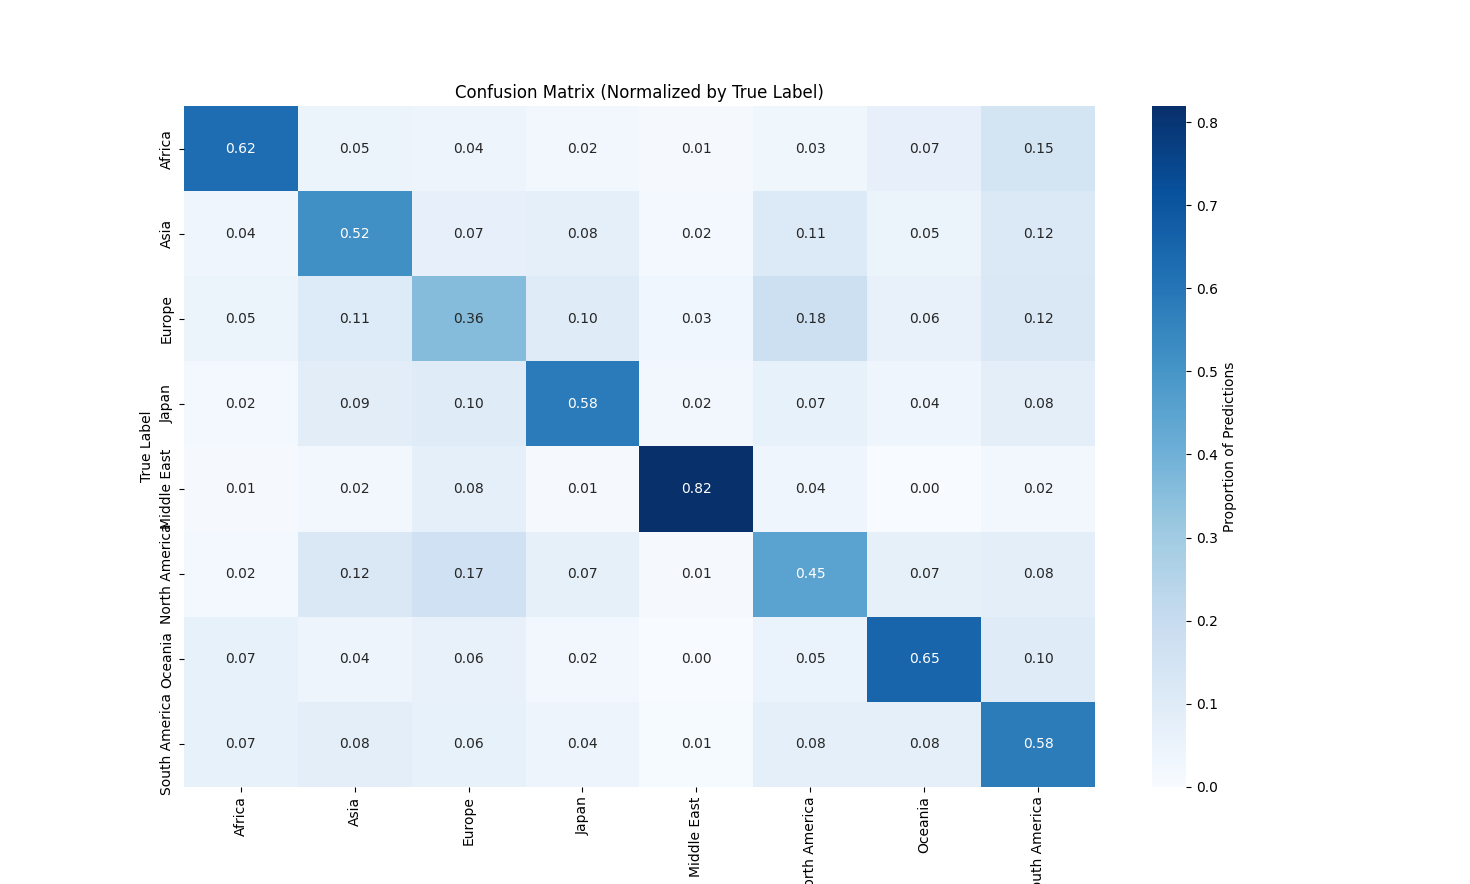 Confusion Matrix (Normalized by True Label)
Africa 0.62 0.05 0.04 0.02 0.01 0.03 0.07 0.15
Asia 0.04 0.52 0.07 0.08 0.02 0.11 0.05 0.12
Europe 0.05 0.11 0.36 0.10 0.03 0.18 0.06 0.12
Japan 0.02 0.09 0.10 0.58 0.02 0.07 0.04 0.08
Middle East 0.01 0.02 0.08 0.01 0.82 0.04 0.00 0.02
North America 0.02 0.12 0.17 0.07 0.01 0.45 0.07 0.08
Oceania 0.07 0.04 0.06 0.02 0.00 0.05 0.65 0.10
South America 0.07 0.08 0.06 0.04 0.01 0.08 0.08 0.58
True Label
Africa Asia Europe Japan Middle East orth America Oceania outh America
0.8
0.7
0.6
0.5
0.4
0.3
0.2
0.1
0.0
Proportion of Predictions